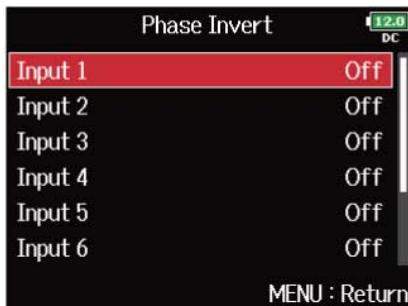 Phase Invert
12.0
DC
Input 1 Off
Input 2 Off
Input 3 Off
Input 4 Off
Input 5 Off
Input 6 Off
MENU : Return